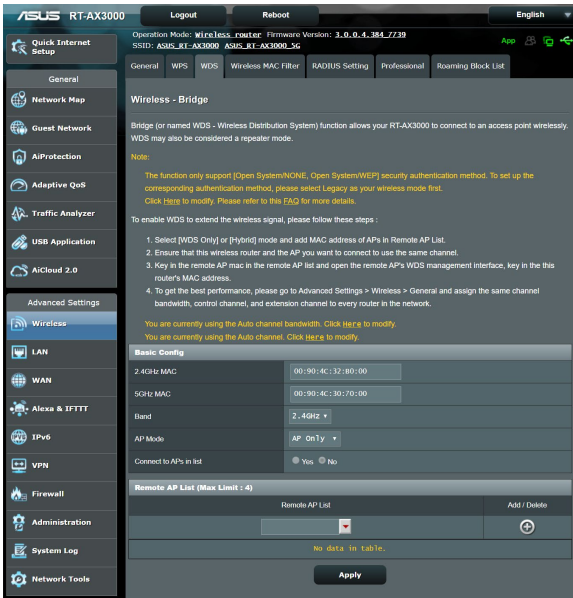 ASUS RT-AX3000
Logout
Reboot
English
Operation Mode: Wireless router Firmware Version: 3.0.0.4.384_7739
SSID: ASUS_RT-AX3000 ASUS_RT-AX3000_5G
App
Quick Internet
Setup
General
Network Map
Guest Network
AiProtection
Adaptive QoS
Traffic Analyzer
USB Application
AiCloud 2.0
Advanced Settings
Wireless
LAN
WAN
Alexa & IFTTT
IPv6
VPN
Firewall
Administration
System Log
Network Tools
General WPS WDS Wireless MAC Filter RADIUS Setting Professional Roaming Block List
Wireless - Bridge
Bridge (or named WDS - Wireless Distribution System) function allows your RT-AX3000 to connect to an access point wirelessly.
WDS may also be considered a repeater mode.
Note:
The function only support [Open System/NONE, Open System/WEP] security authentication method. To set up the
corresponding authentication method, please select Legacy as your wireless mode first.
Click Here to modify. Please refer to this FAQ for more details.
To enable WDS to extend the wireless signal, please follow these steps :
1. Select [WDS Only] or [Hybrid] mode and add MAC address of APs in Remote AP List.
2. Ensure that this wireless router and the AP you want to connect to use the same channel.
3. Key in the remote AP mac in the remote AP list and open the remote AP's WDS management interface, key in the this
router's MAC address.
4. To get the best performance, please go to Advanced Settings > Wireless > General and assign the same channel
bandwidth, control channel, and extension channel to every router in the network.
You are currently using the Auto channel bandwidth. Click Here to modify.
You are currently using the Auto channel. Click Here to modify.
Basic Config
2.4GHz MAC 00:90:4C:32:B0:00
5GHz MAC 00:90:4C:30:70:00
Band 2.4GHz
AP Mode AP Only
Connect to APs in list Yes No
Remote AP List (Max Limit : 4)
Remote AP List Add / Delete
No data in table.
Apply